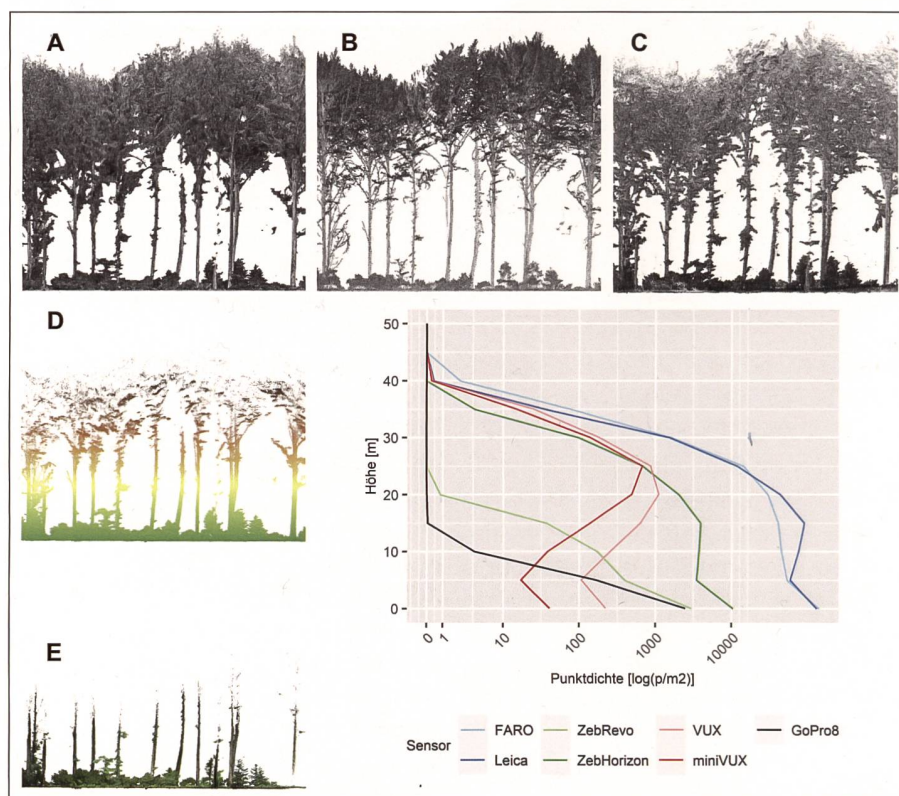 A
B
C
D
E
Höhe [m]
50
40
30
20
10
0
0 1 10 100 1000 10000
Punktdichte [log(p/m2)]
Sensor
FARO ZebRevo VUX GoPro8
Leica ZebHorizon miniVUX